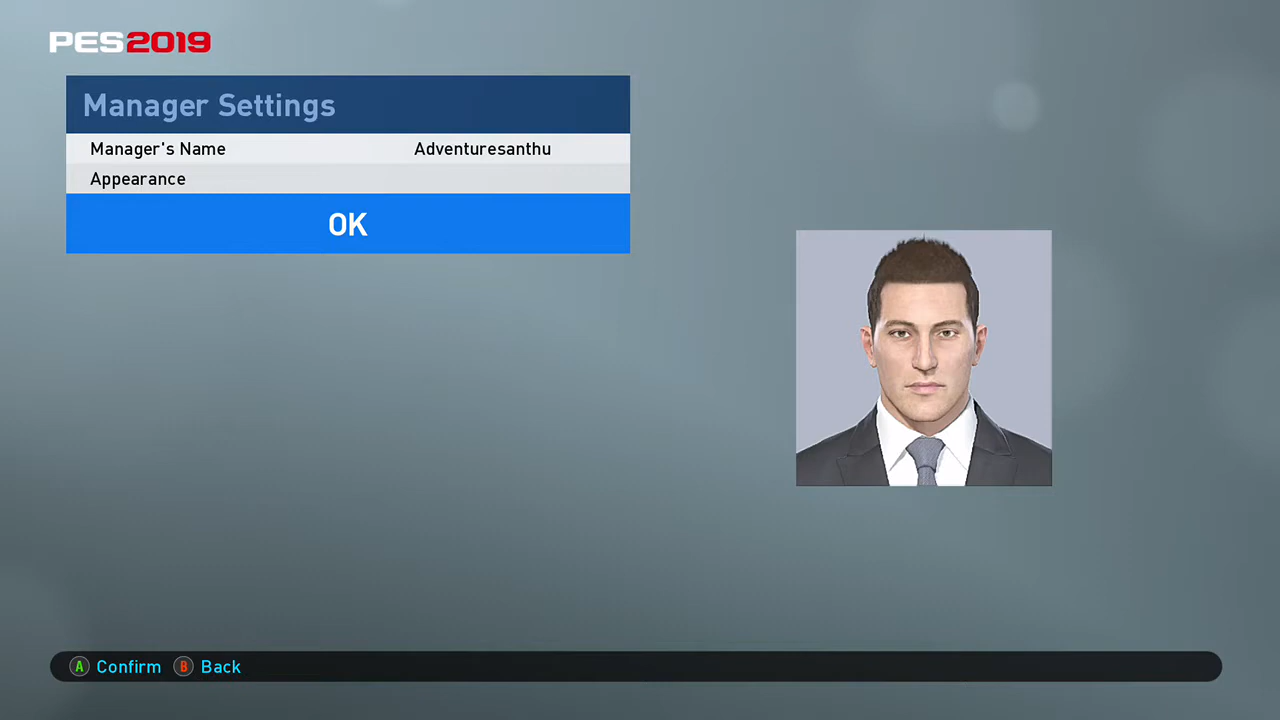 PES2019
Manager Settings
Manager's Name Adventuresanthu
Appearance
OK
A Confirm B Back